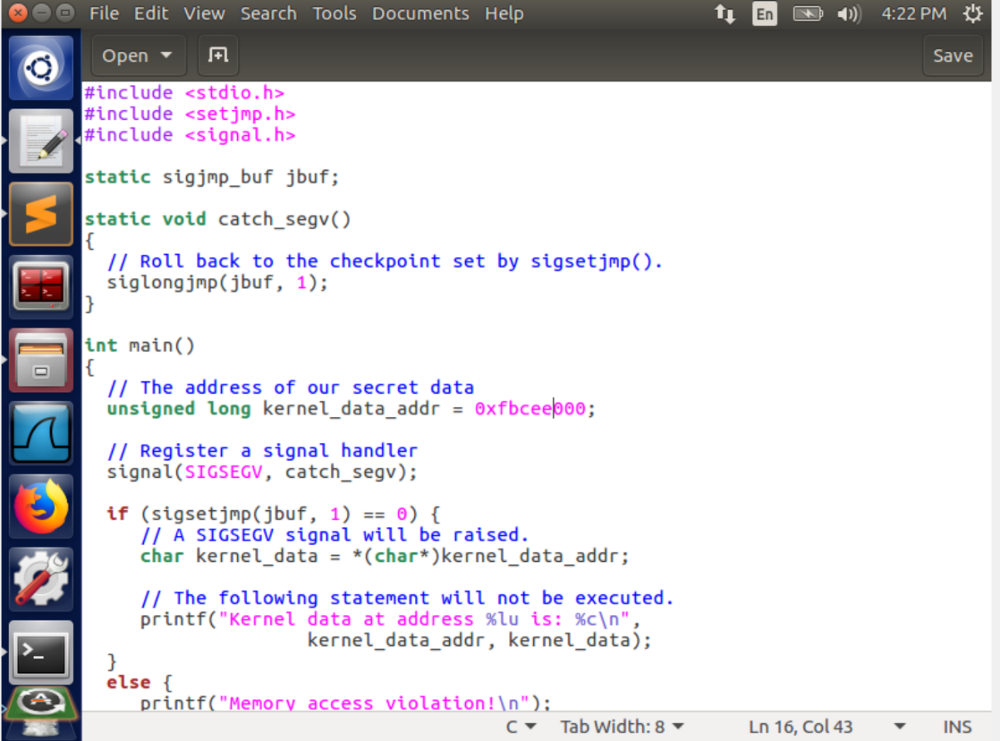 File Edit View Search Tools Documents Help En 4:22 PM
Open Save
#include <stdio.h>
#include <setjmp.h>
#include <signal.h>
static sigjmp_buf jbuf;
static void catch_segv()
{
// Roll back to the checkpoint set by sigsetjmp().
siglongjmp(jbuf, 1);
}
int main()
{
// The address of our secret data
unsigned long kernel_data_addr = 0xfbcee000;
// Register a signal handler
signal(SIGSEGV, catch_segv);
if (sigsetjmp(jbuf, 1) == 0) {
// A SIGSEGV signal will be raised.
char kernel_data = *(char*)kernel_data_addr;
// The following statement will not be executed.
printf("Kernel data at address %lu is: %c\n",
kernel_data_addr, kernel_data);
}
else {
printf("Memory access violation!\n");
C Tab Width: 8 Ln 16, Col 43 INS